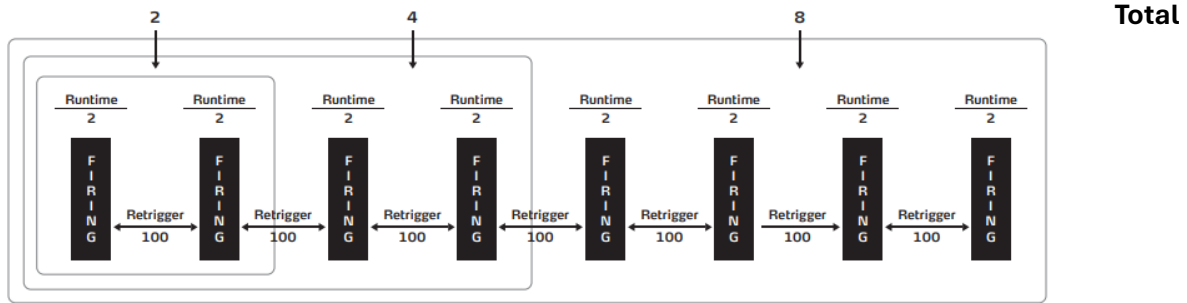 2 4 8 Total
Runtime Runtime Runtime Runtime Runtime Runtime Runtime Runtime
2 2 2 2 2 2 2 2
FIRING FIRING FIRING FIRING FIRING FIRING FIRING FIRING
Retrigger Retrigger Retrigger Retrigger Retrigger Retrigger Retrigger
100 100 100 100 100 100 100